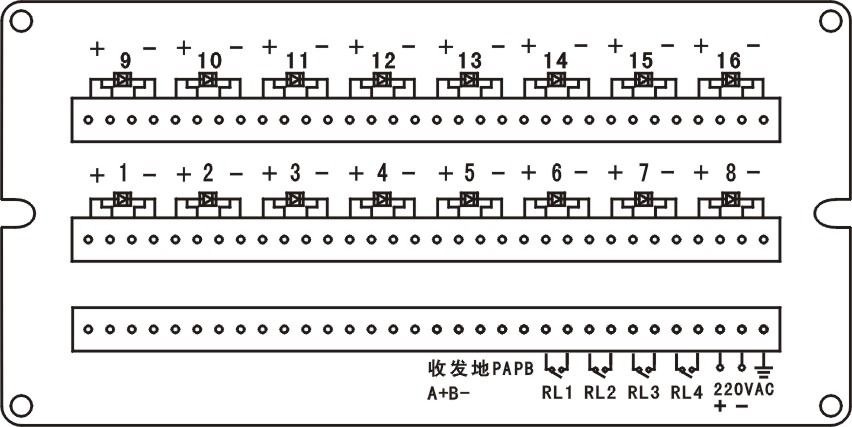 + 9 - + 10 - + 11 - + 12 - + 13 - + 14 - + 15 - + 16 -
+ 1 - + 2 - + 3 - + 4 - + 5 - + 6 - + 7 - + 8 -
收发地PAPB
A+B- RL1 RL2 RL3 RL4 220VAC
+ -